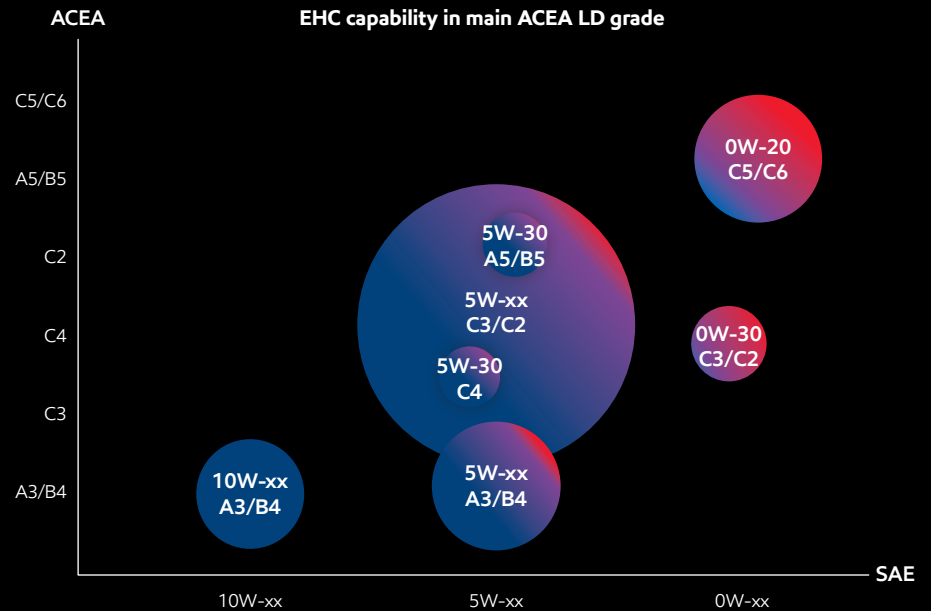 ACEA
EHC capability in main ACEA LD grade
C5/C6
A5/B5
C2
C4
C3
A3/B4
0W-20
C5/C6
5W-30
A5/B5
5W-xx
C3/C2
0W-30
C3/C2
5W-30
C4
10W-xx
A3/B4
5W-xx
A3/B4
SAE
10W-xx
5W-xx
0W-xx